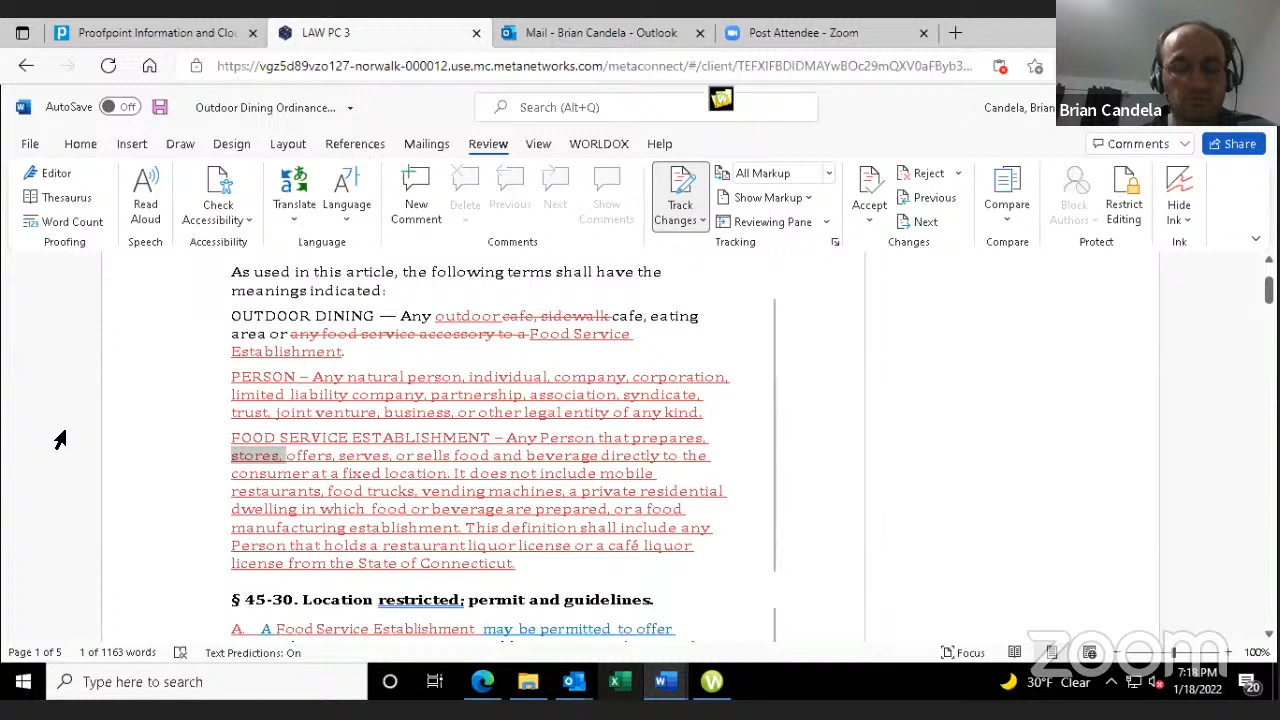 Proofpoint Information and Clo
LAW PC 3
Mail - Brian Candela - Outlook
Post Attendee - Zoom
https://vgz5d89vzo127-norwalk-000012.use.mc.metanetworks.com/metaconnect/#/client/TEFXIFBDIDMAYwBOc29mQXV0aFByb3...
AutoSave Off
Outdoor Dining Ordinance...
Search (Alt+Q)
Candela, Brian
Brian Candela
File Home Insert Draw Design Layout References Mailings Review View WORLDOX Help
Comments
Share
Editor
Thesaurus
Word Count
Proofing
Read Aloud
Speech
Check Accessibility
Accessibility
Translate
Language
Language
New Comment
Delete
Previous
Next
Show Comments
Comments
Track Changes
All Markup
Show Markup
Reviewing Pane
Tracking
Accept
Reject
Previous
Next
Changes
Compare
Compare
Block Authors
Restrict Editing
Protect
Hide Ink
Ink
As used in this article, the following terms shall have the
meanings indicated:
OUTDOOR DINING — Any outdoor cafe, sidewalk cafe, eating
area or any food service accessory to a Food Service
Establishment.
PERSON – Any natural person, individual, company, corporation,
limited liability company, partnership, association, syndicate,
trust, joint venture, business, or other legal entity of any kind.
FOOD SERVICE ESTABLISHMENT – Any Person that prepares,
stores, offers, serves, or sells food and beverage directly to the
consumer at a fixed location. It does not include mobile
restaurants, food trucks, vending machines, a private residential
dwelling in which food or beverage are prepared, or a food
manufacturing establishment. This definition shall include any
Person that holds a restaurant liquor license or a café liquor
license from the State of Connecticut.
§ 45-30. Location restricted; permit and guidelines.
A. A Food Service Establishment may be permitted to offer
Page 1 of 5 1 of 1163 words Text Predictions: On
Focus
100%
zoom
Type here to search
30°F Clear
7:18 PM
1/18/2022
20